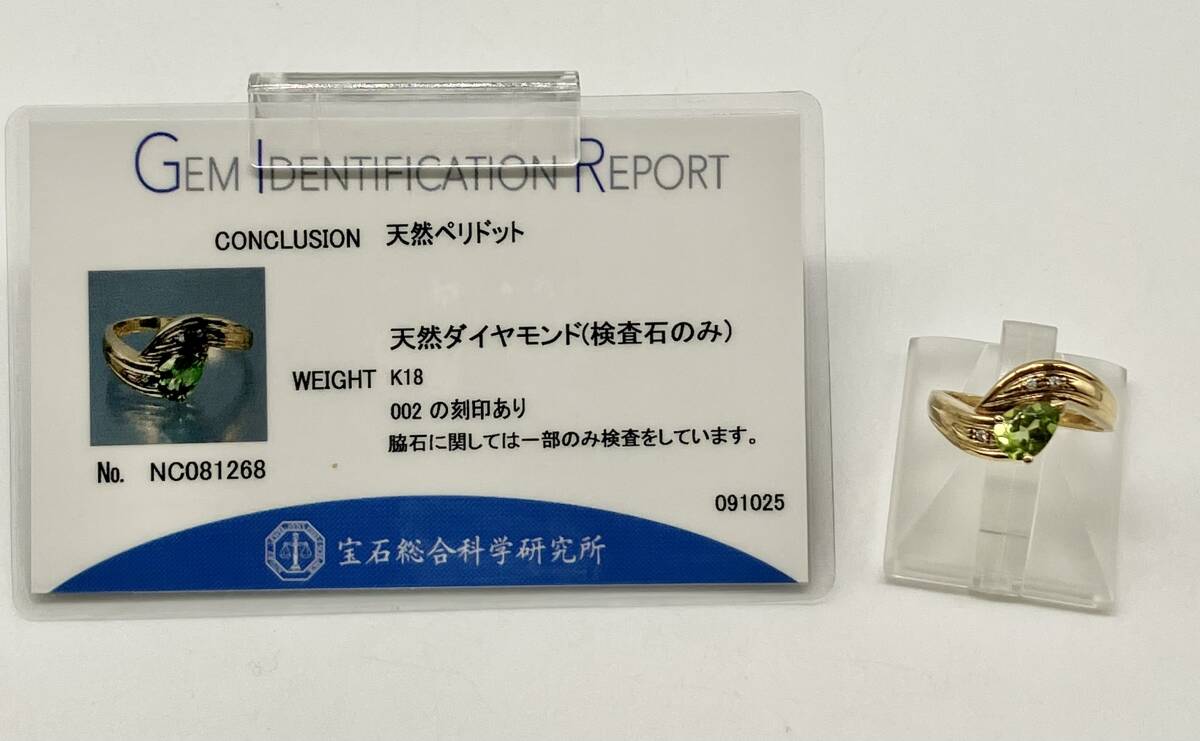 GEM IDENTIFICATION REPORT
CONCLUSION 天然ペリドット
天然ダイヤモンド(検査石のみ)
WEIGHT K18
002 の刻印あり
脇石に関しては一部のみ検査をしています。
No. NC081268
091025
宝石総合科学研究所